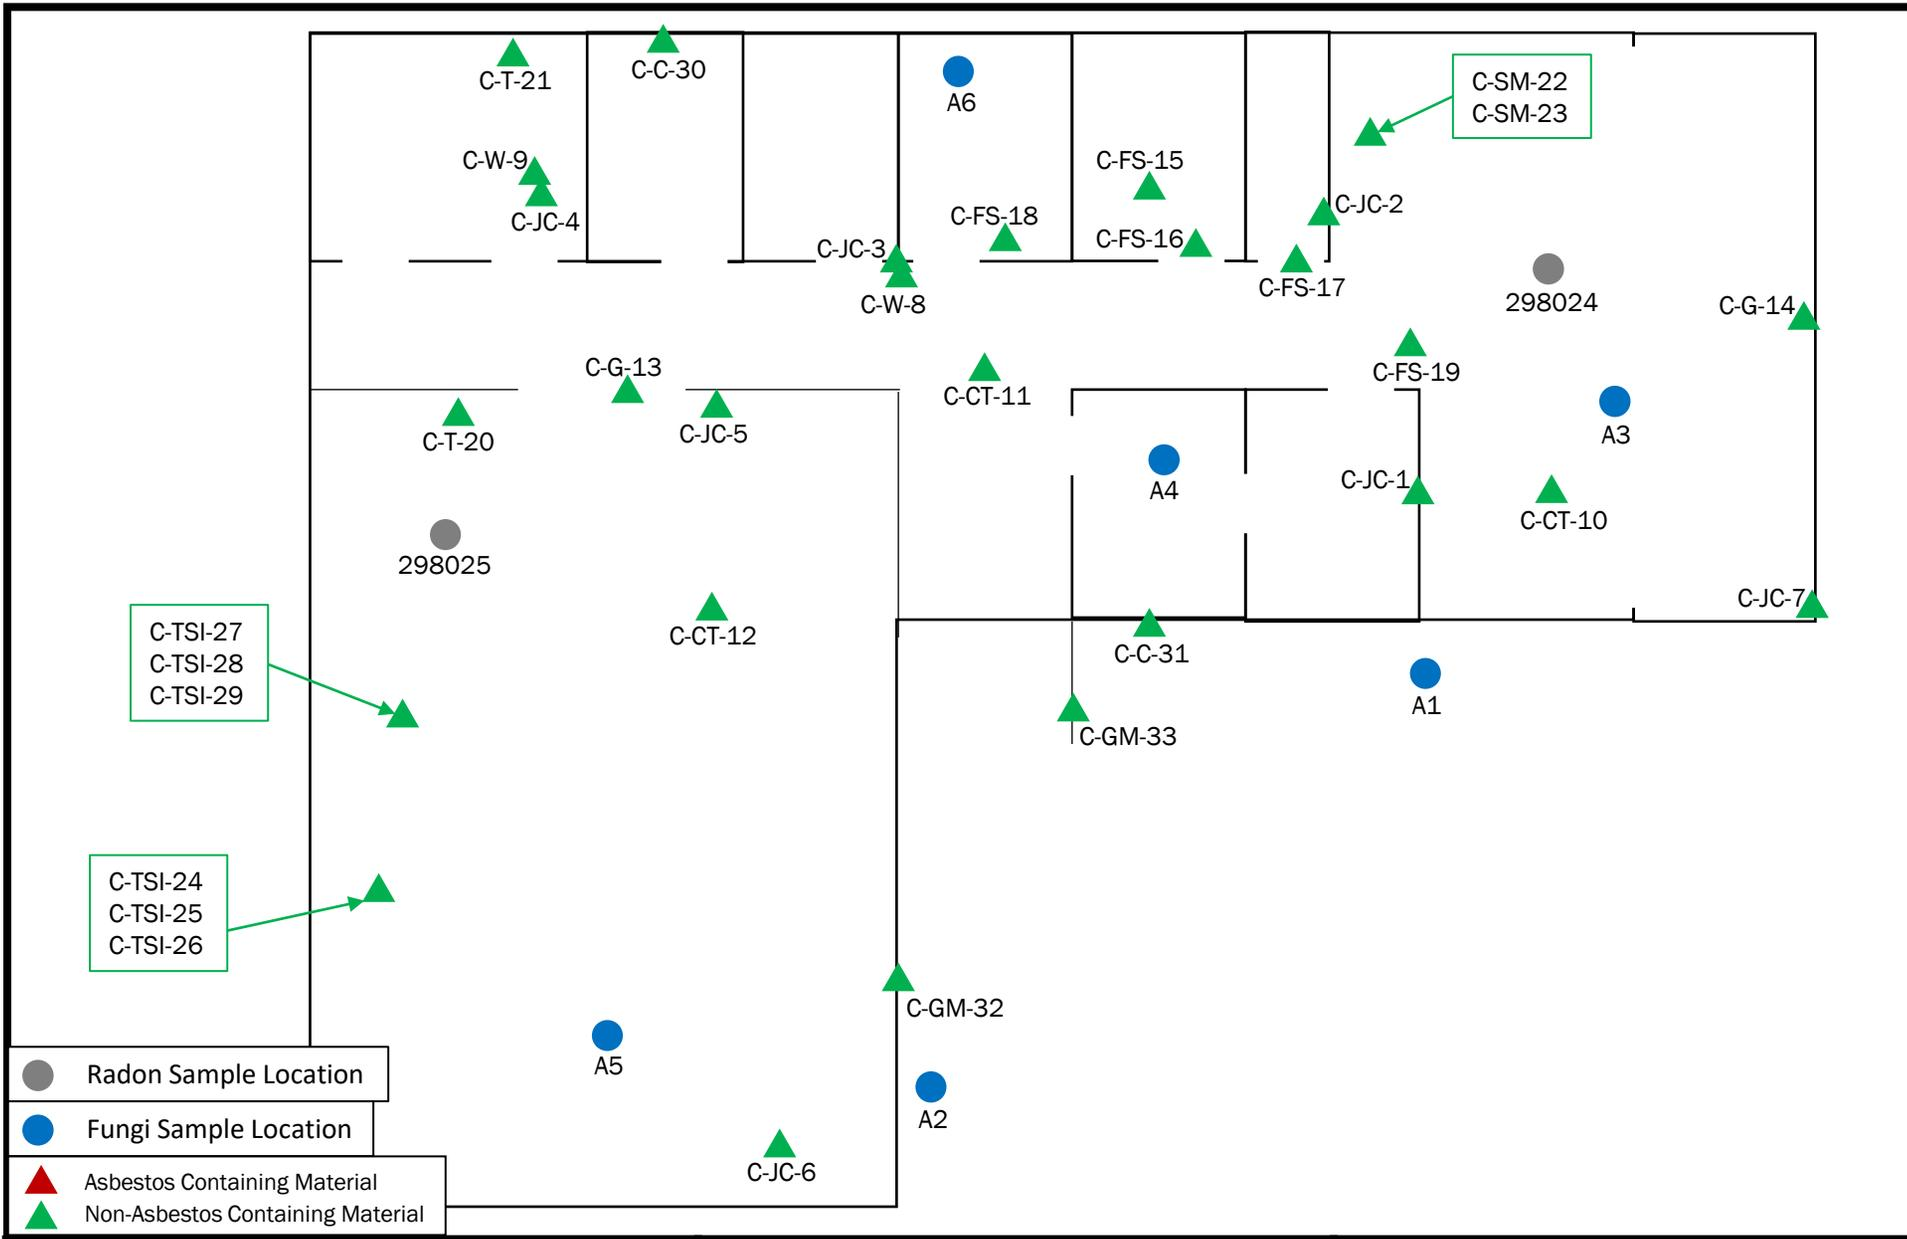 C-T-21
C-C-30
A6
C-SM-22
C-SM-23
C-W-9
C-JC-4
C-FS-15
C-JC-2
C-FS-18
C-FS-16
C-JC-3
C-W-8
C-FS-17
298024
C-G-14
C-G-13
C-CT-11
C-FS-19
C-T-20
C-JC-5
A3
A4
C-JC-1
C-CT-10
298025
C-JC-7
C-TSI-27
C-TSI-28
C-TSI-29
C-CT-12
C-C-31
A1
C-GM-33
C-TSI-24
C-TSI-25
C-TSI-26
C-GM-32
A5
A2
C-JC-6
Radon Sample Location
Fungi Sample Location
Asbestos Containing Material
Non-Asbestos Containing Material